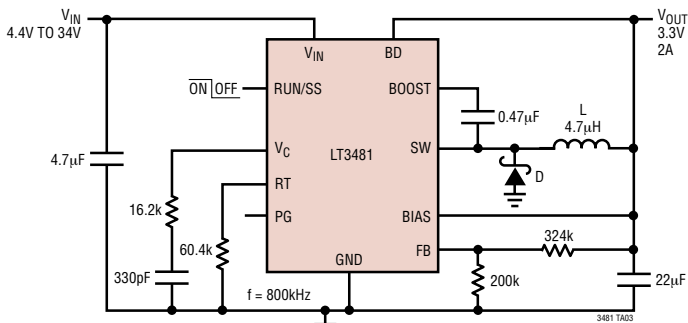 VIN
4.4V TO 34V
VOUT
3.3V
2A
VIN
BD
ON OFF
RUN/SS
BOOST
0.47µF
L
4.7µH
4.7µF
VC
LT3481
SW
D
RT
16.2k
PG
BIAS
60.4k
324k
FB
GND
330pF
f = 800kHz
200k
22µF
3481 TA03